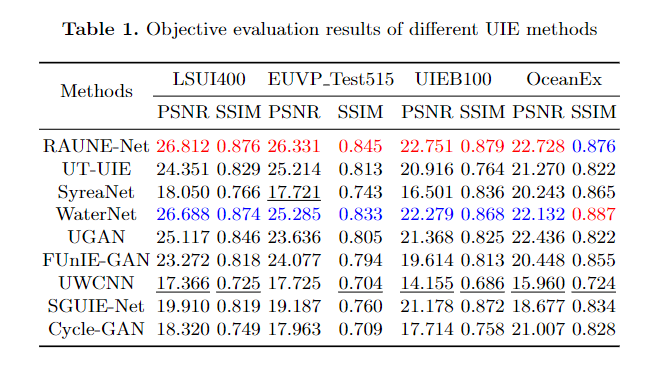 Table 1. Objective evaluation results of different UIE methods
Methods LSUI400 EUVP_Test515 UIEB100 OceanEx
PSNR SSIM PSNR SSIM PSNR SSIM PSNR SSIM
RAUNE-Net 26.812 0.876 26.331 0.845 22.751 0.879 22.728 0.876
UT-UIE 24.351 0.829 25.214 0.813 20.916 0.764 21.270 0.822
SyreaNet 18.050 0.766 17.721 0.743 16.501 0.836 20.243 0.865
WaterNet 26.688 0.874 25.285 0.833 22.279 0.868 22.132 0.887
UGAN 25.117 0.846 23.636 0.805 21.368 0.825 22.436 0.822
FUnIE-GAN 23.272 0.818 24.077 0.794 19.614 0.813 20.448 0.855
UWCNN 17.366 0.725 17.725 0.704 14.155 0.686 15.960 0.724
SGUIE-Net 19.910 0.819 19.187 0.760 21.178 0.872 18.677 0.834
Cycle-GAN 18.320 0.749 17.963 0.709 17.714 0.758 21.007 0.828